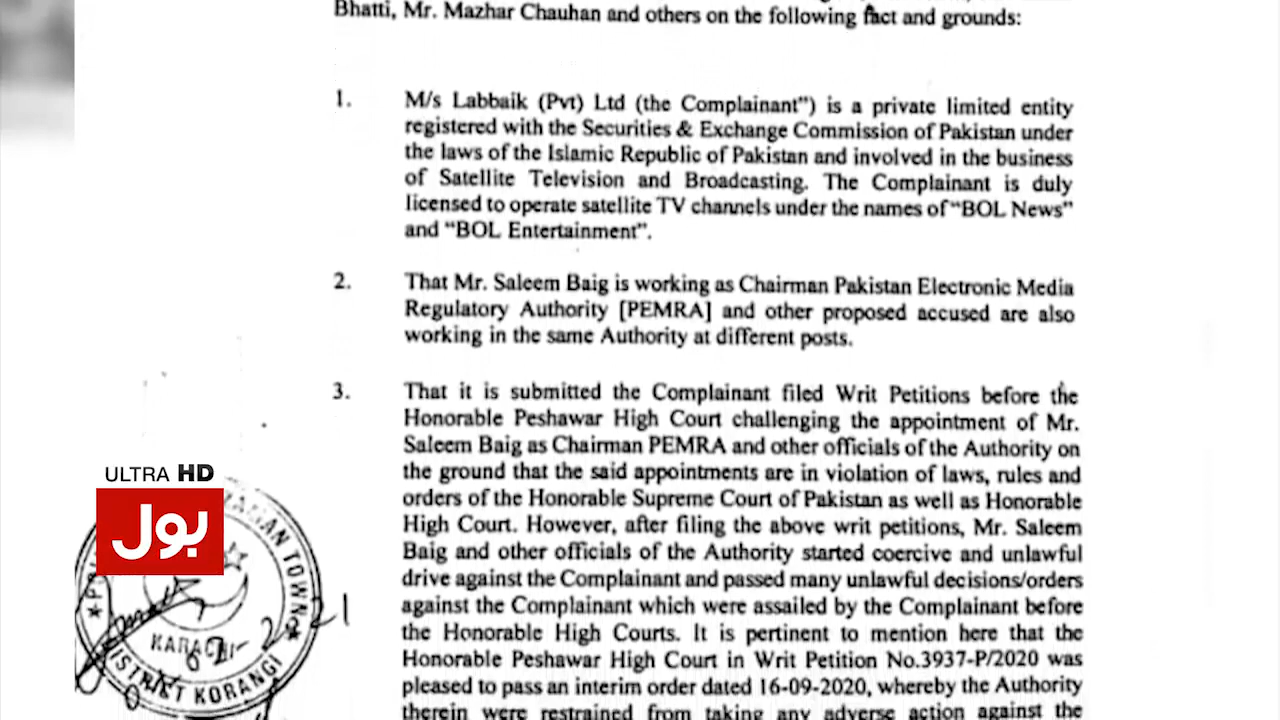 Bhatti, Mr. Mazhar Chauhan and others on the following fact and grounds:
1. M/s Labbaik (Pvt) Ltd (the Complainant") is a private limited entity
registered with the Securities & Exchange Commission of Pakistan under
the laws of the Islamic Republic of Pakistan and involved in the business
of Satellite Television and Broadcasting. The Complainant is duly
licensed to operate satellite TV channels under the names of "BOL News"
and "BOL Entertainment".
2. That Mr. Saleem Baig is working as Chairman Pakistan Electronic Media
Regulatory Authority [PEMRA] and other proposed accused are also
working in the same Authority at different posts.
3. That it is submitted the Complainant filed Writ Petitions before the
Honorable Peshawar High Court challenging the appointment of Mr.
Saleem Baig as Chairman PEMRA and other officials of the Authority on
the ground that the said appointments are in violation of laws, rules and
orders of the Honorable Supreme Court of Pakistan as well as Honorable
High Court. However, after filing the above writ petitions, Mr. Saleem
Baig and other officials of the Authority started coercive and unlawful
drive against the Complainant and passed many unlawful decisions/orders
against the Complainant which were assailed by the Complainant before
the Honorable High Courts. It is pertinent to mention here that the
Honorable Peshawar High Court in Writ Petition No.3937-P/2020 was
pleased to pass an interim order dated 16-09-2020, whereby the Authority
therein were restrained from taking any adverse action against the
ULTRA HD
بول
TOWN
KARACHI
DISTRICT KORANGI